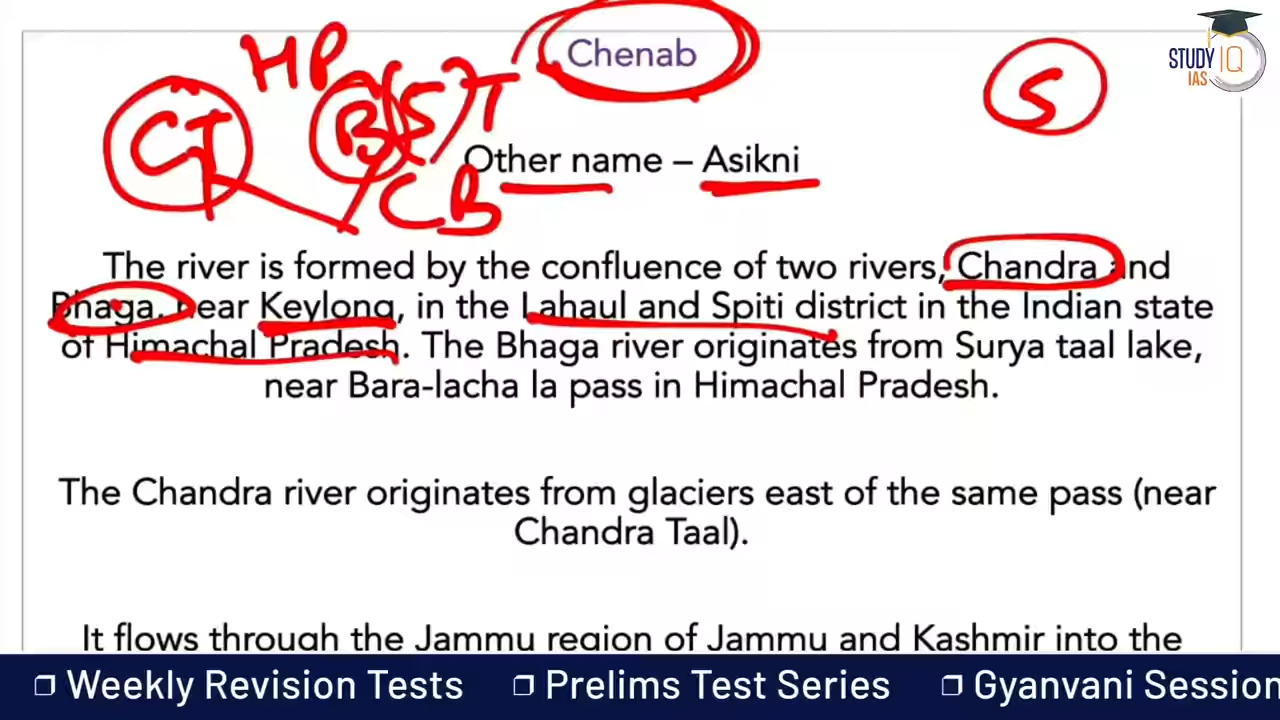 Chenab
STUDY IQ
IAS
HP
S
CT
B(S)T
Other name – Asikni
CB
The river is formed by the confluence of two rivers, Chandra and
Bhaga, near Keylong, in the Lahaul and Spiti district in the Indian state
of Himachal Pradesh. The Bhaga river originates from Surya taal lake,
near Bara-lacha la pass in Himachal Pradesh.
The Chandra river originates from glaciers east of the same pass (near
Chandra Taal).
It flows through the Jammu region of Jammu and Kashmir into the
❐ Weekly Revision Tests ❐ Prelims Test Series ❐ Gyanvani Session